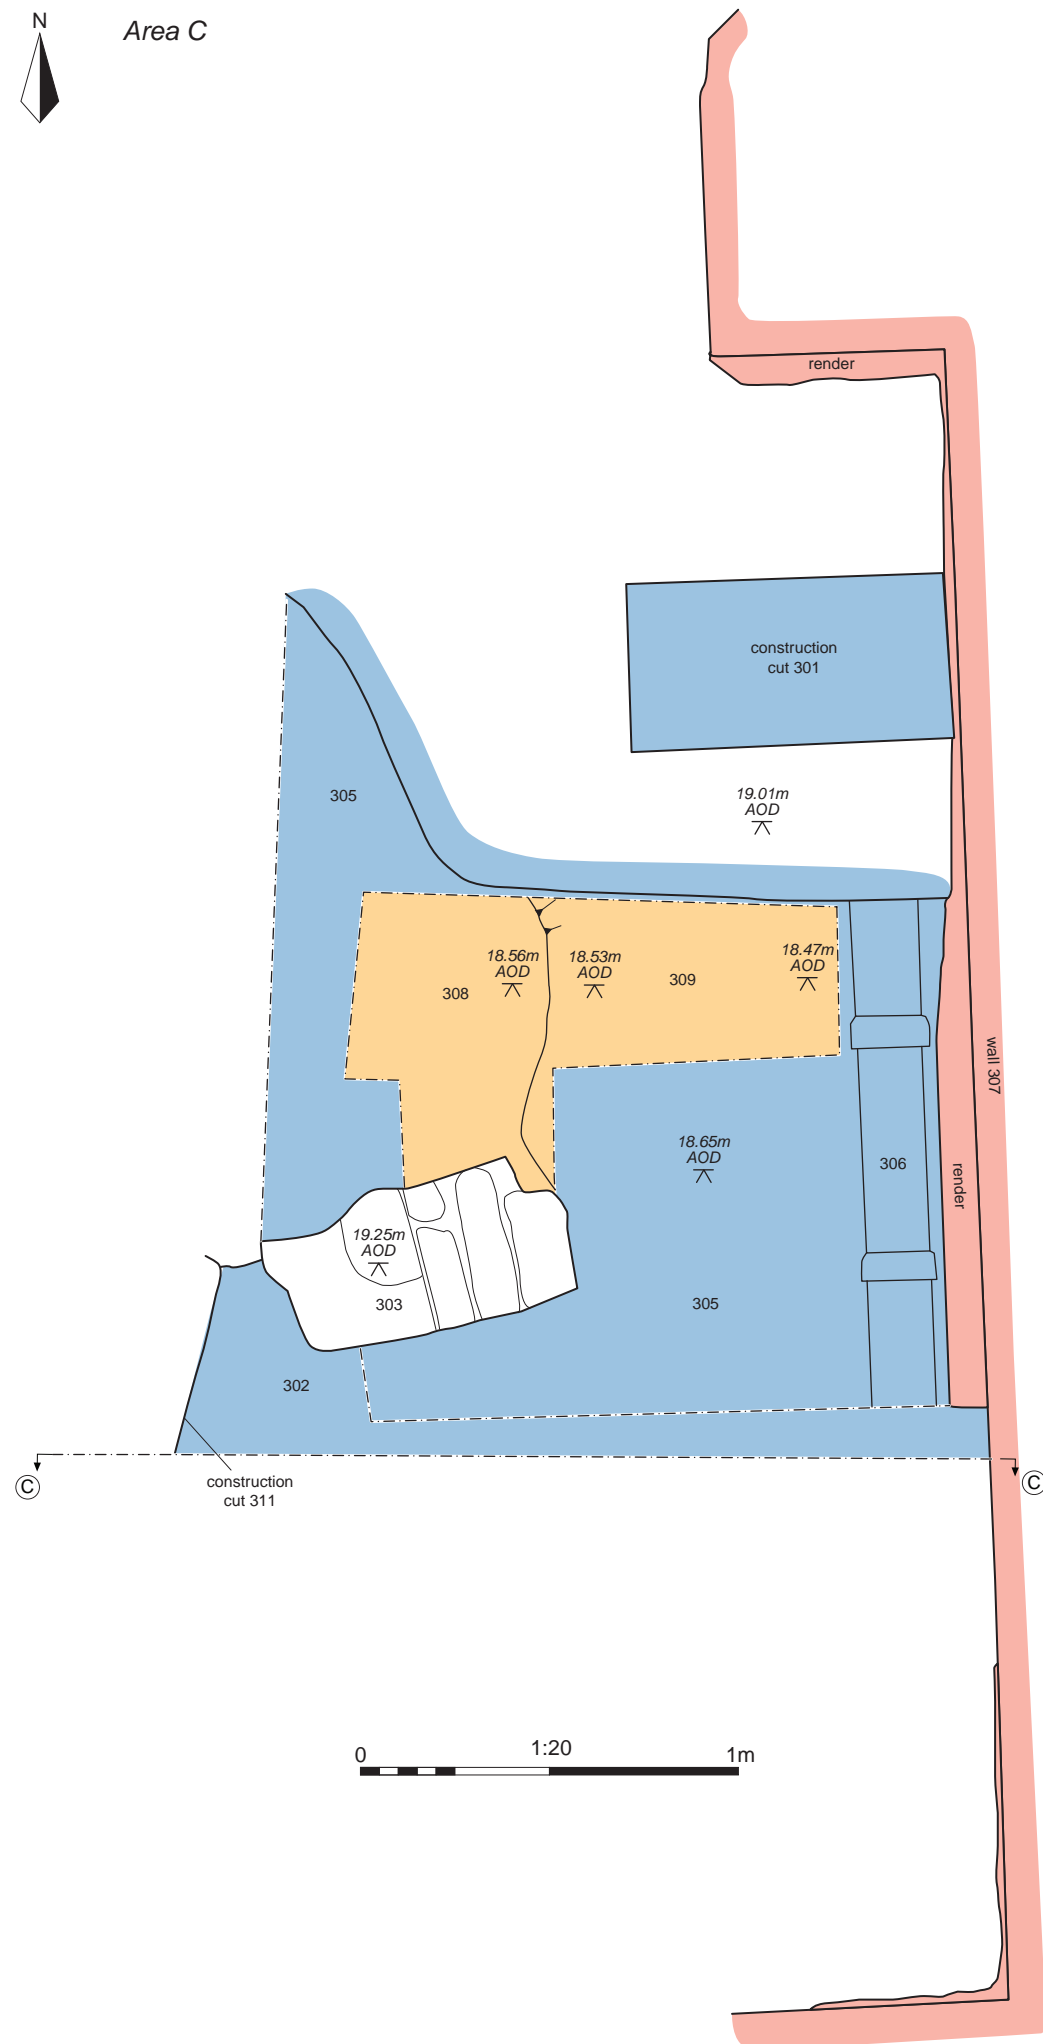 N
Area C
render
construction
cut 301
305
19.01m
AOD
18.56m
AOD
18.53m
AOD
18.47m
AOD
308
309
wall 307
18.65m
AOD
306
render
19.25m
AOD
303
305
302
C
construction
cut 311
C
0
1:20
1m